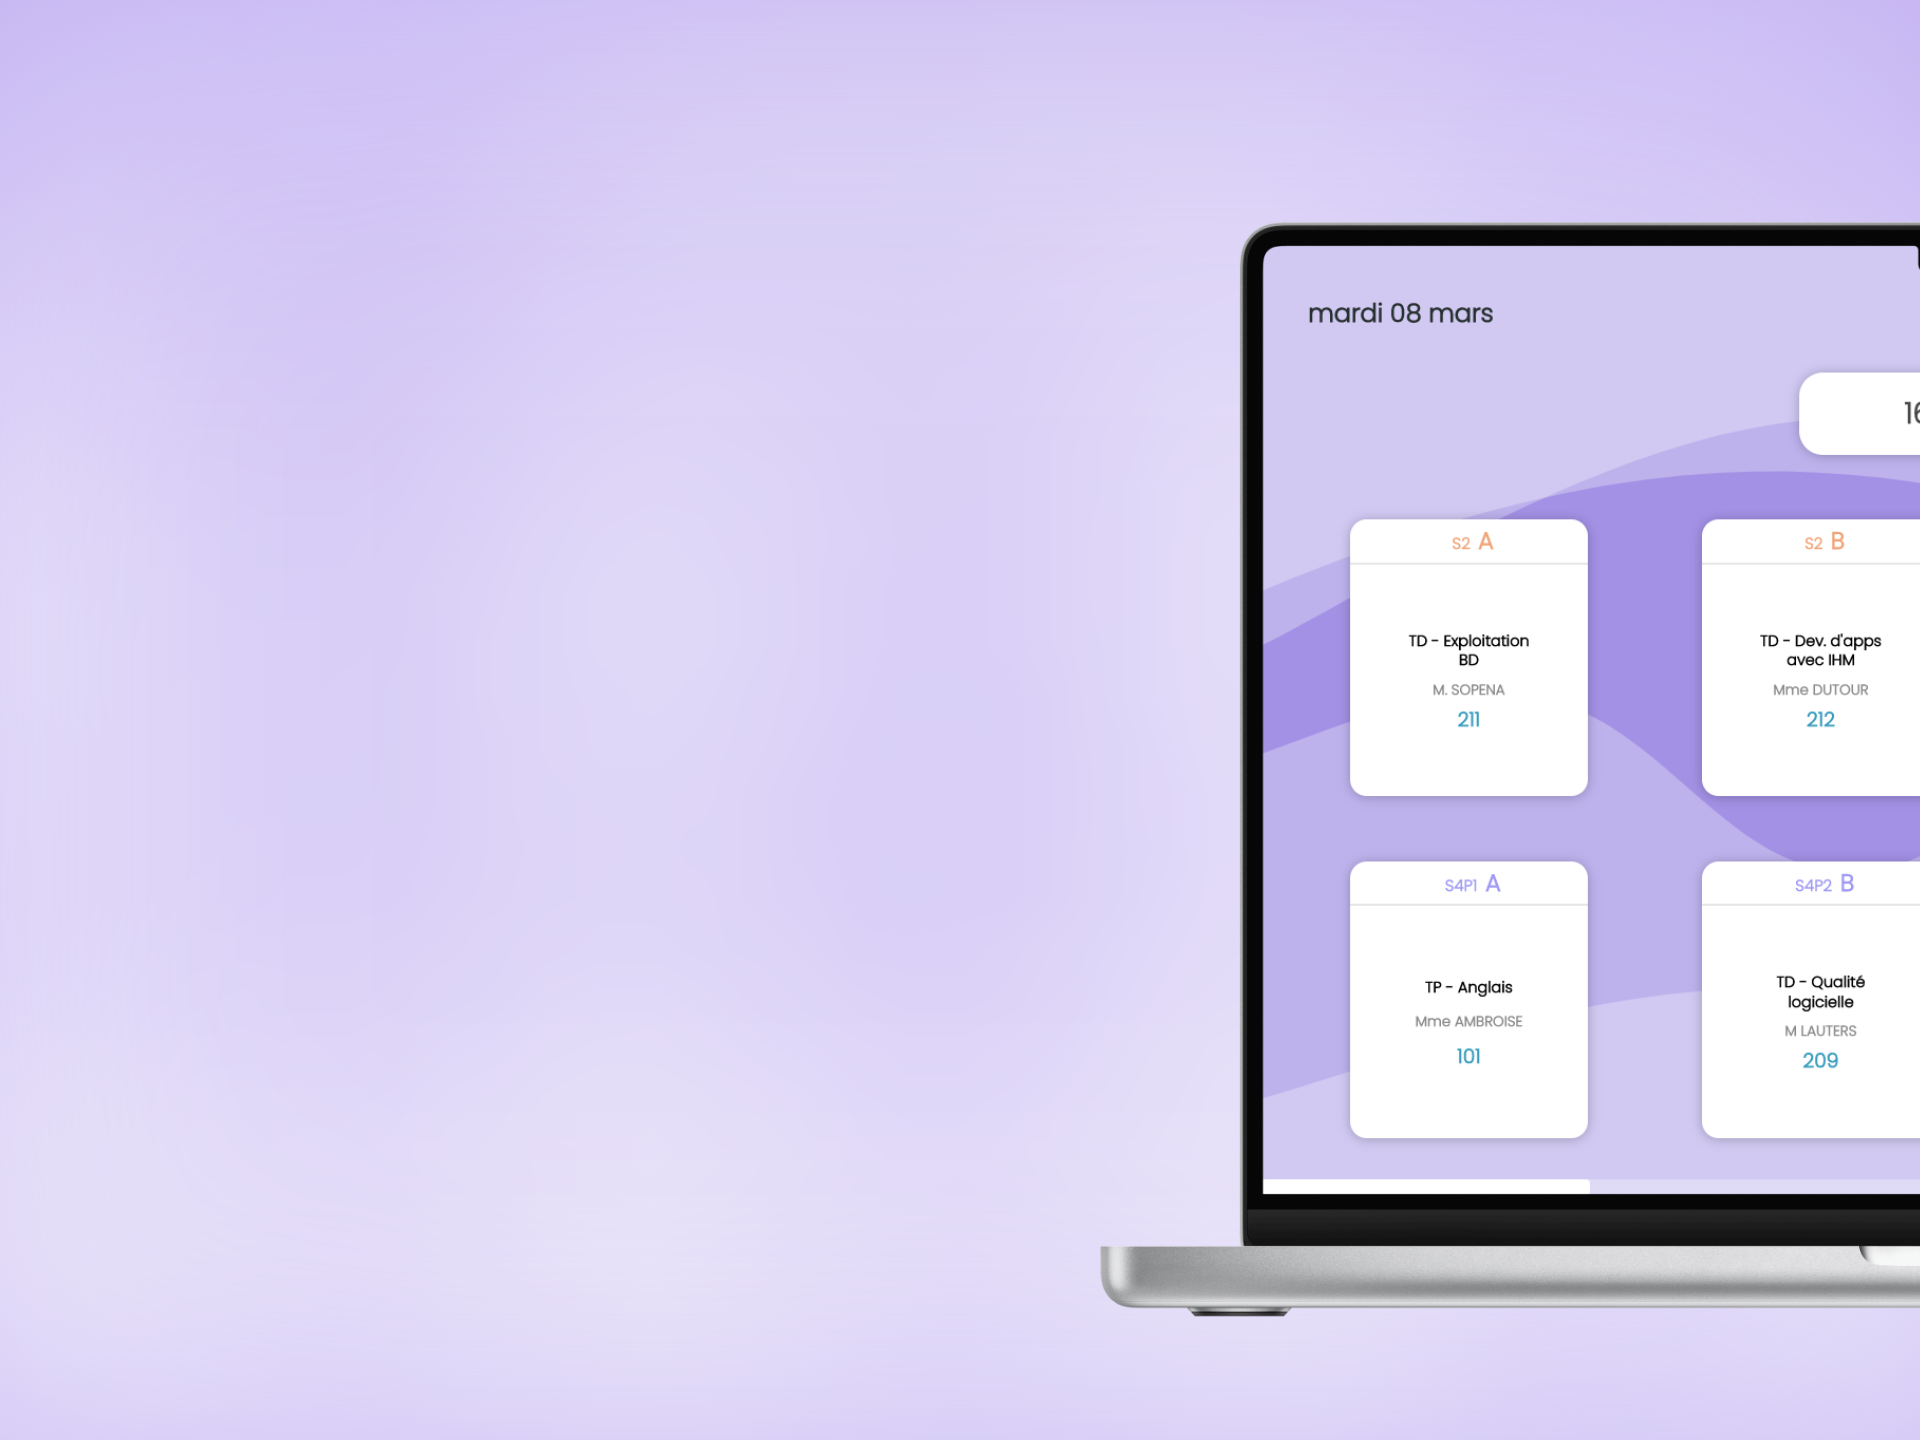 mardi 08 mars
16
S2 A
TD - Exploitation
BD
M. SOPENA
211
S2 B
TD - Dev. d'apps
avec IHM
Mme DUTOUR
212
S4P1 A
TP - Anglais
Mme AMBROISE
101
S4P2 B
TD - Qualité
logicielle
M LAUTERS
209